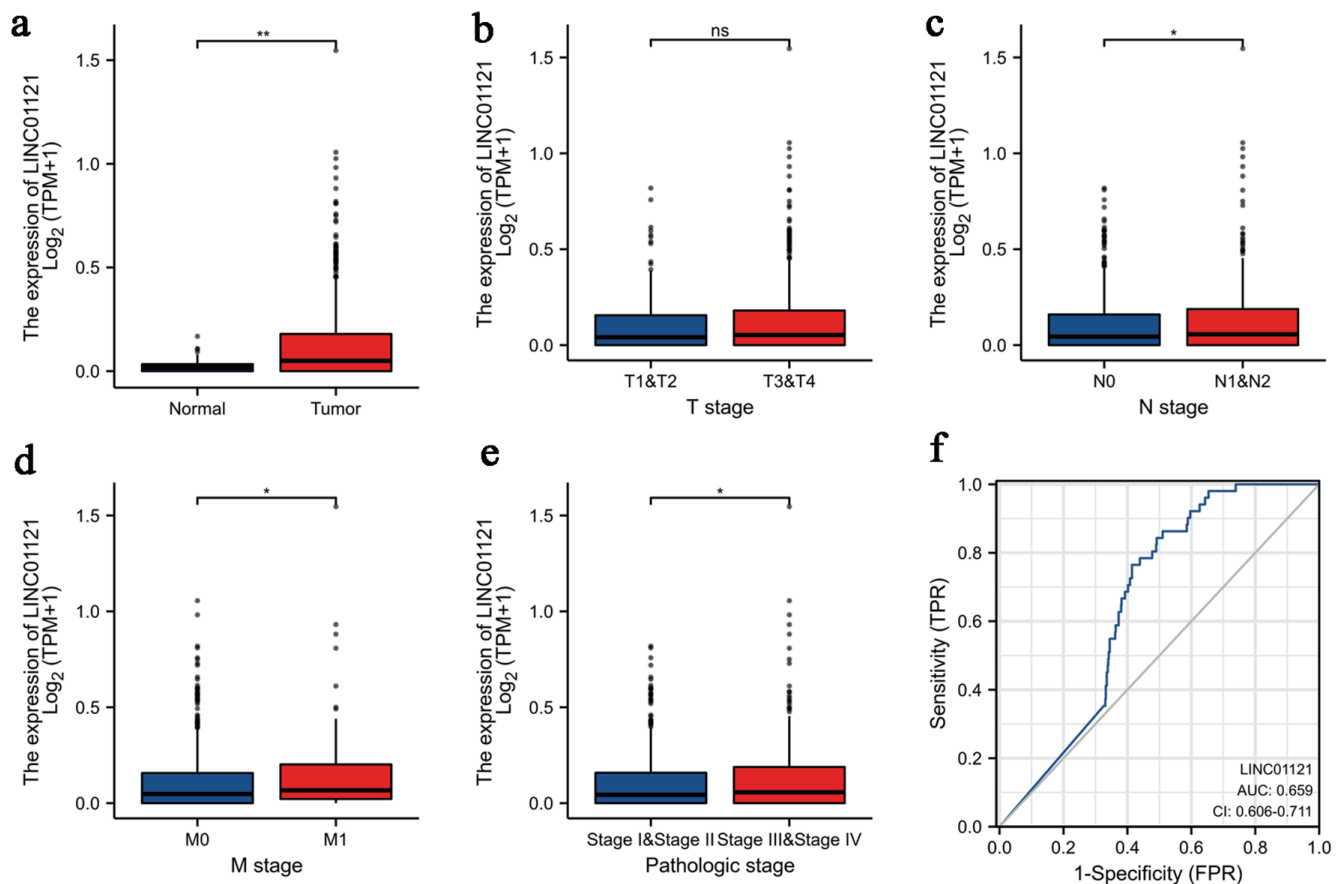 a
The expression of LINC01121
Log2 (TPM+1)
**
1.5
1.0
0.5
0.0
Normal Tumor
b
The expression of LINC01121
Log2 (TPM+1)
ns
1.5
1.0
0.5
0.0
T1&T2 T3&T4
T stage
c
The expression of LINC01121
Log2 (TPM+1)
*
1.5
1.0
0.5
0.0
N0 N1&N2
N stage
d
The expression of LINC01121
Log2 (TPM+1)
*
1.5
1.0
0.5
0.0
M0 M1
M stage
e
The expression of LINC01121
Log2 (TPM+1)
*
1.5
1.0
0.5
0.0
Stage I&Stage II Stage III&Stage IV
Pathologic stage
f
Sensitivity (TPR)
1.0
0.8
0.6
0.4
0.2
0.0
LINC01121
AUC: 0.659
CI: 0.606-0.711
0.0 0.2 0.4 0.6 0.8 1.0
1-Specificity (FPR)